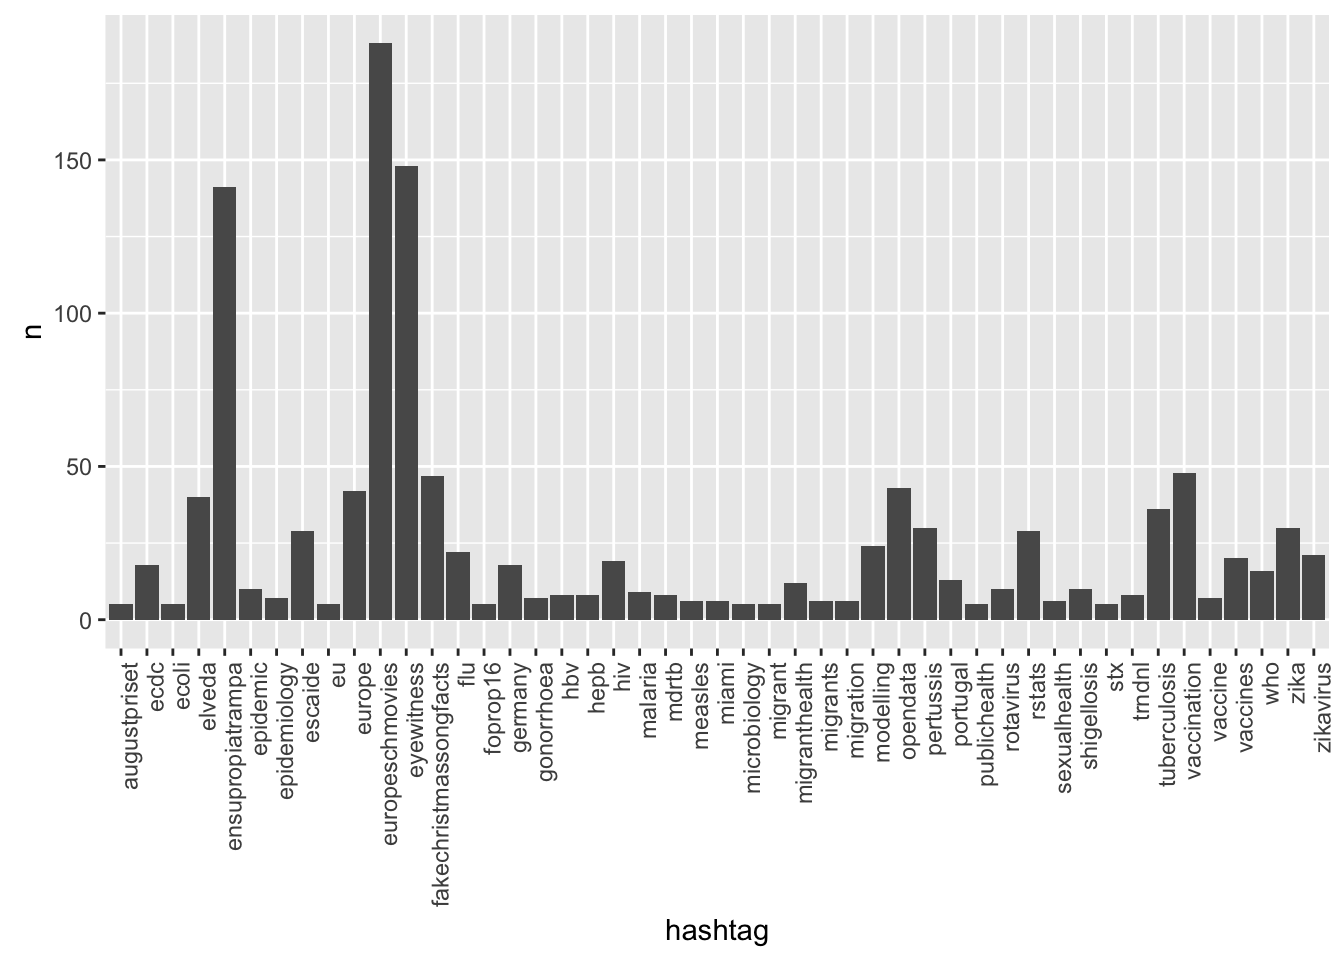 n
150
100
50
0
augustpriset
ecdc
ecoli
elveda
ensupropiatrampa
epidemic
epidemiology
escaide
eu
europe
europeschmovies
eyewitness
fakechristmassongfacts
flu
foprop16
germany
gonorrhoea
hbv
hepb
hiv
malaria
mdrtb
measles
miami
microbiology
migrant
migranthealth
migrants
migration
modelling
opendata
pertussis
portugal
publichealth
rotavirus
rstats
sexualhealth
shigellosis
stx
tmdnl
tuberculosis
vaccination
vaccine
vaccines
who
zika
zikavirus
hashtag